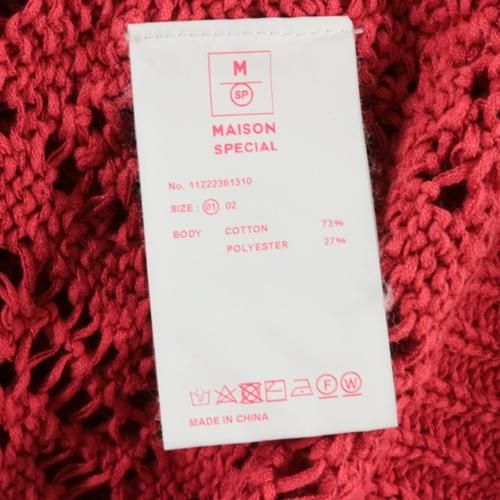 M
SP
MAISON
SPECIAL
No. 11222361310
SIZE : 01 02
BODY COTTON 73%
POLYESTER 27%
F W
MADE IN CHINA